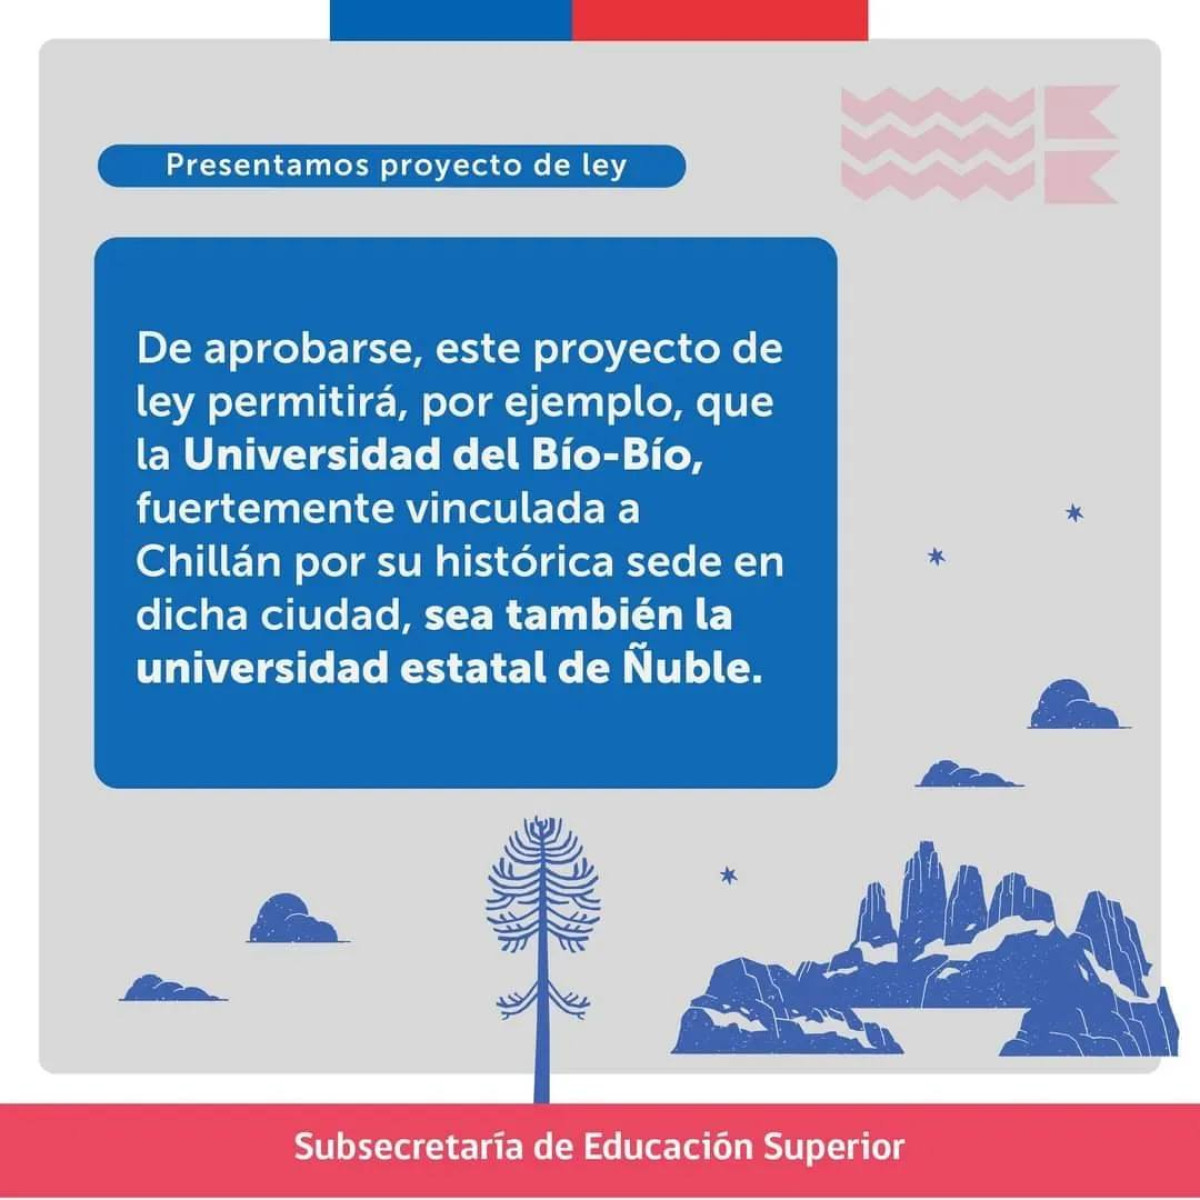 Presentamos proyecto de ley
De aprobarse, este proyecto de
ley permitirá, por ejemplo, que
la Universidad del Bío-Bío,
fuertemente vinculada a
Chillán por su histórica sede en
dicha ciudad, sea también la
universidad estatal de Ñuble.
Subsecretaría de Educación Superior